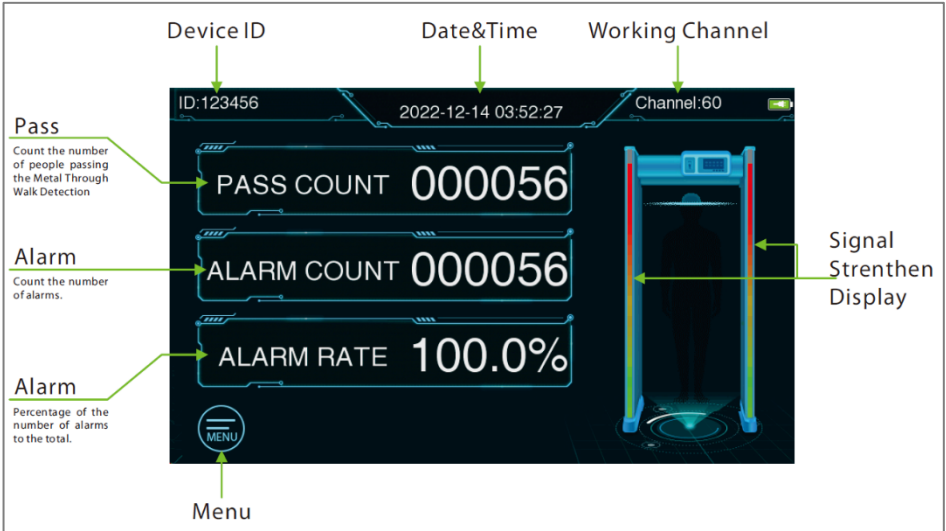 Device ID
Date&Time
Working Channel
ID:123456
2022-12-14 03:52:27
Channel:60
Pass
Count the number
of people passing
the Metal Through
Walk Detection
PASS COUNT 000056
Alarm
Count the number
of alarms.
ALARM COUNT 000056
Signal
Strenthen
Display
ALARM RATE 100.0%
Alarm
Percentage of the
number of alarms
to the total.
MENU
Menu